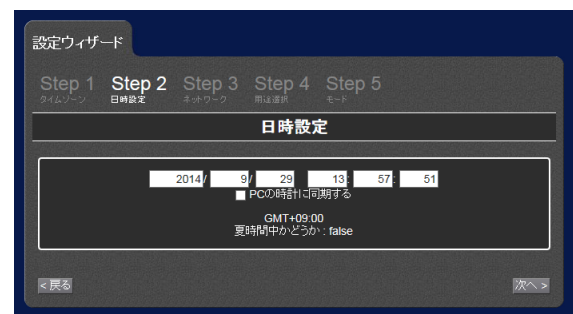 設定ウィザード
Step 1 Step 2 Step 3 Step 4 Step 5
タイムゾーン 日時設定 ネットワーク 用途選択 モード
日時設定
2014/ 9/ 29 13: 57: 51
PCの時計に同期する
GMT+09:00
夏時間中かどうか : false
< 戻る 次へ >